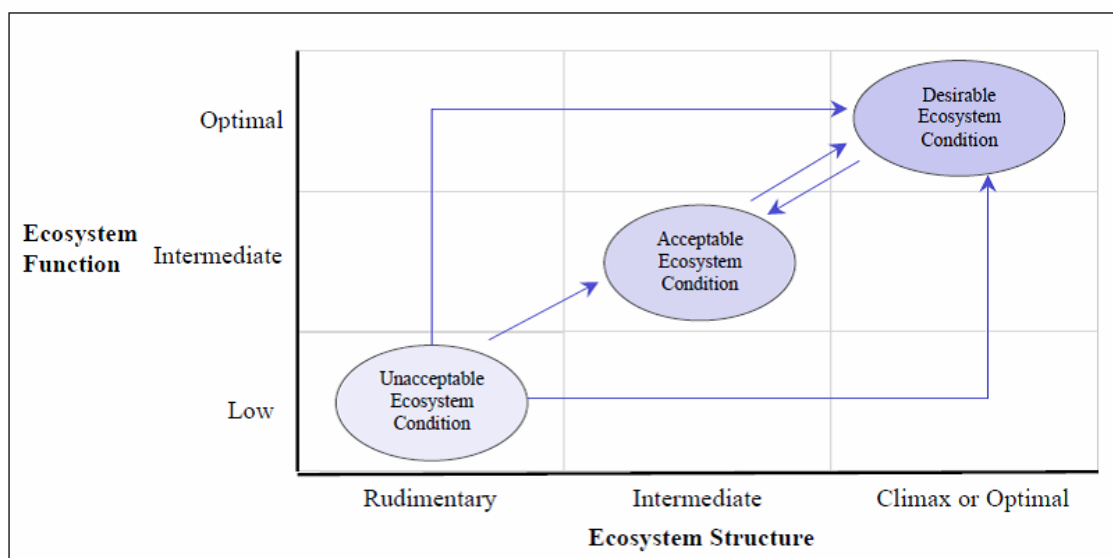 Optimal
Desirable
Ecosystem
Condition
Ecosystem
Function
Intermediate
Acceptable
Ecosystem
Condition
Low
Unacceptable
Ecosystem
Condition
Rudimentary
Intermediate
Climax or Optimal
Ecosystem Structure